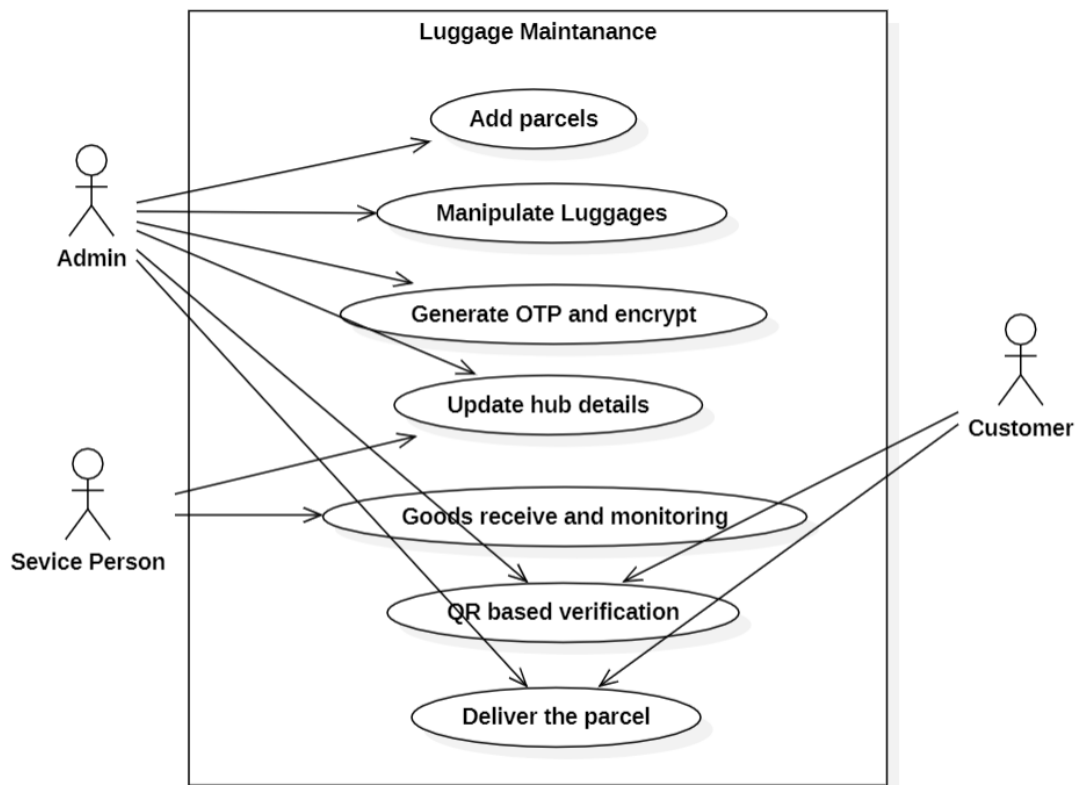 Luggage Maintanance
Add parcels
Manipulate Luggages
Admin
Generate OTP and encrypt
Update hub details
Customer
Goods receive and monitoring
Sevice Person
QR based verification
Deliver the parcel